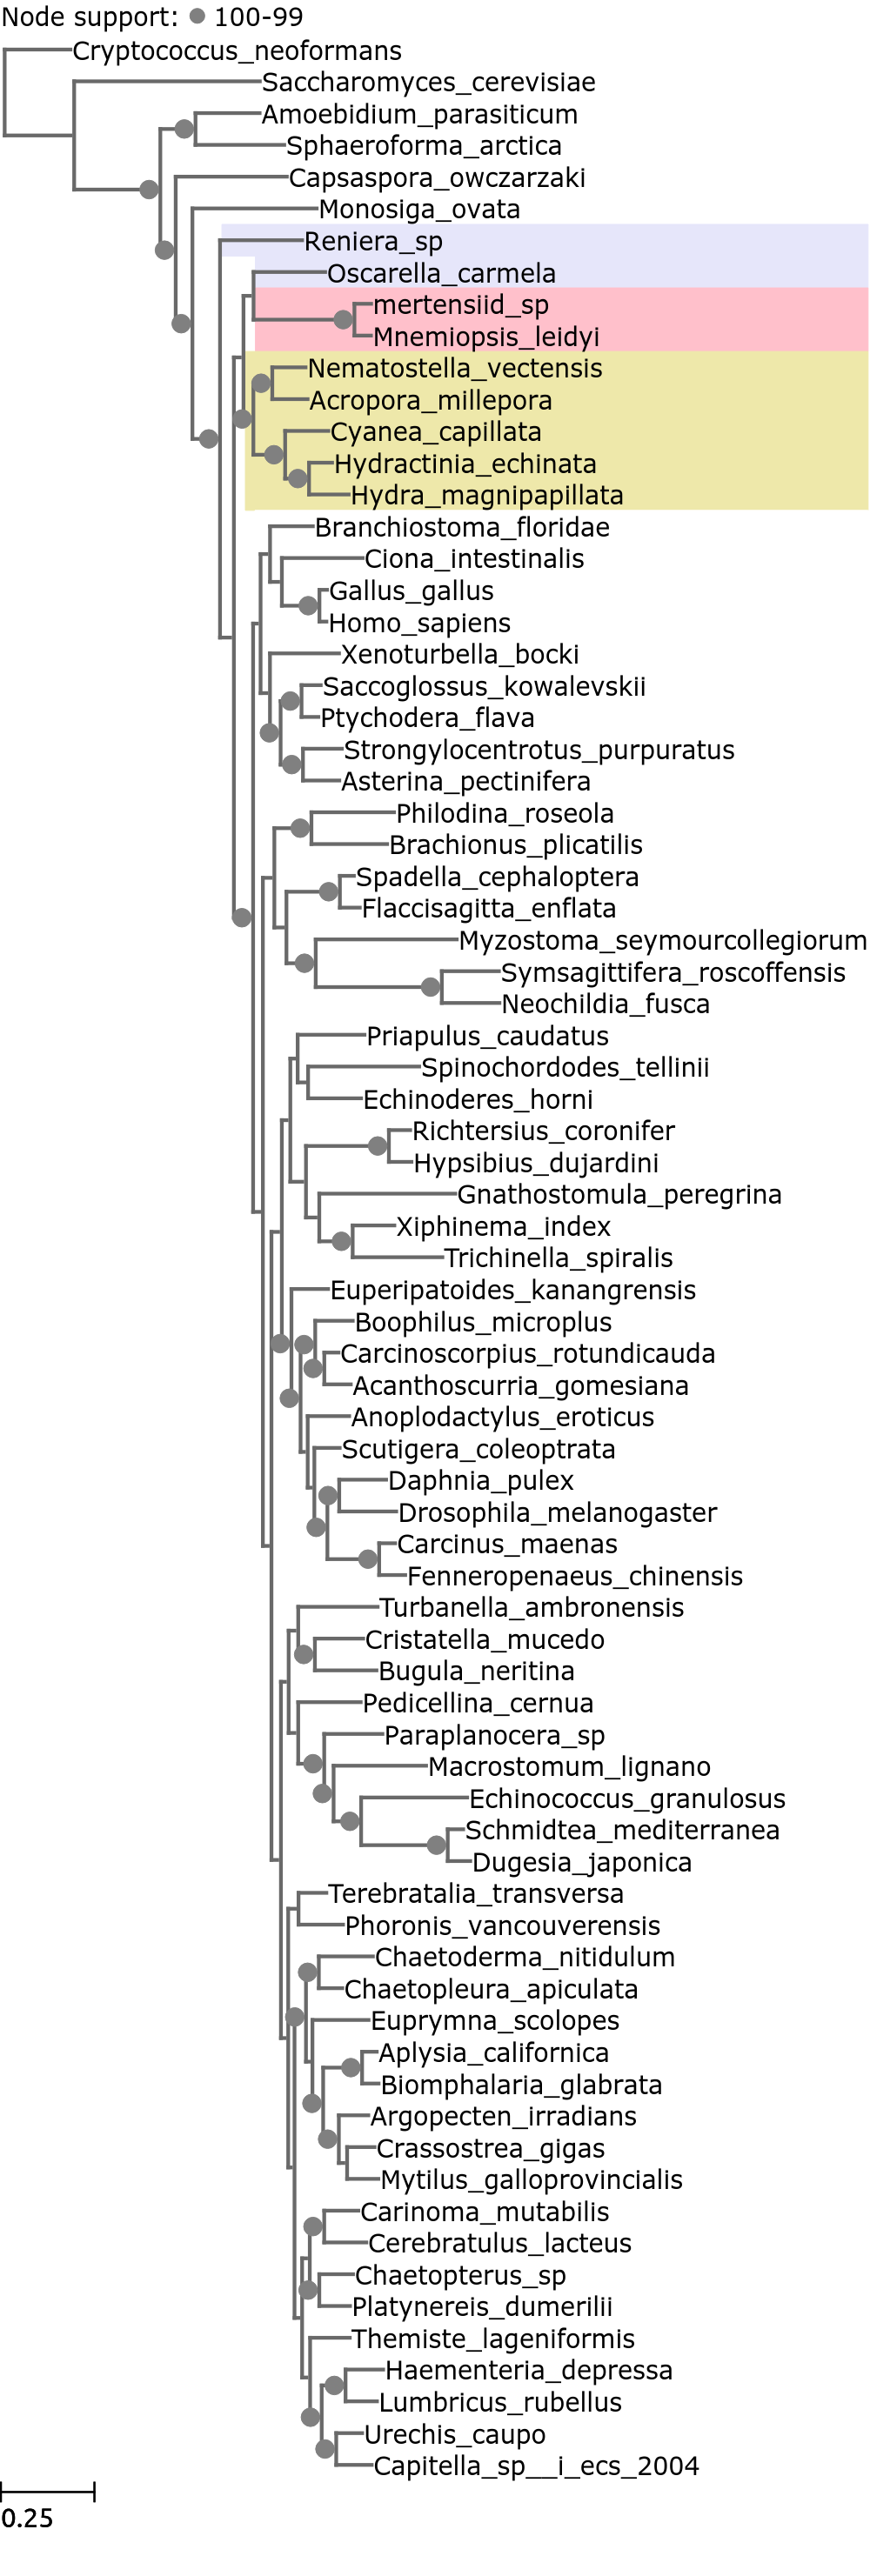 Node support: 100-99
Cryptococcus_neoformans
Saccharomyces_cerevisiae
Amoebidium_parasiticum
Sphaeroforma_arctica
Capsaspora_owczarzaki
Monosiga_ovata
Reniera_sp
Oscarella_carmela
mertensiid_sp
Mnemiopsis_leidyi
Nematostella_vectensis
Acropora_millepora
Cyanea_capillata
Hydractinia_echinata
Hydra_magnipapillata
Branchiostoma_floridae
Ciona_intestinalis
Gallus_gallus
Homo_sapiens
Xenoturbella_bocki
Saccoglossus_kowalevskii
Ptychodera_flava
Strongylocentrotus_purpuratus
Asterina_pectinifera
Philodina_roseola
Brachionus_plicatilis
Spadella_cephaloptera
Flaccisagitta_enflata
Myzostoma_seymourcollegiorum
Symsagittifera_roscoffensis
Neochildia_fusca
Priapulus_caudatus
Spinochordodes_tellinii
Echinoderes_horni
Richtersius_coronifer
Hypsibius_dujardini
Gnathostomula_peregrina
Xiphinema_index
Trichinella_spiralis
Euperipatoides_kanangrensis
Boophilus_microplus
Carcinoscorpius_rotundicauda
Acanthoscurria_gomesiana
Anoplodactylus_eroticus
Scutigera_coleoptrata
Daphnia_pulex
Drosophila_melanogaster
Carcinus_maenas
Fenneropenaeus_chinensis
Turbanella_ambronensis
Cristatella_mucedo
Bugula_neritina
Pedicellina_cernua
Paraplanocera_sp
Macrostomum_lignano
Echinococcus_granulosus
Schmidtea_mediterranea
Dugesia_japonica
Terebratalia_transversa
Phoronis_vancouverensis
Chaetoderma_nitidulum
Chaetopleura_apiculata
Euprymna_scolopes
Aplysia_californica
Biomphalaria_glabrata
Argopecten_irradians
Crassostrea_gigas
Mytilus_galloprovincialis
Carinoma_mutabilis
Cerebratulus_lacteus
Chaetopterus_sp
Platynereis_dumerilii
Themiste_lageniformis
Haementeria_depressa
Lumbricus_rubellus
Urechis_caupo
Capitella_sp__i_ecs_2004
0.25